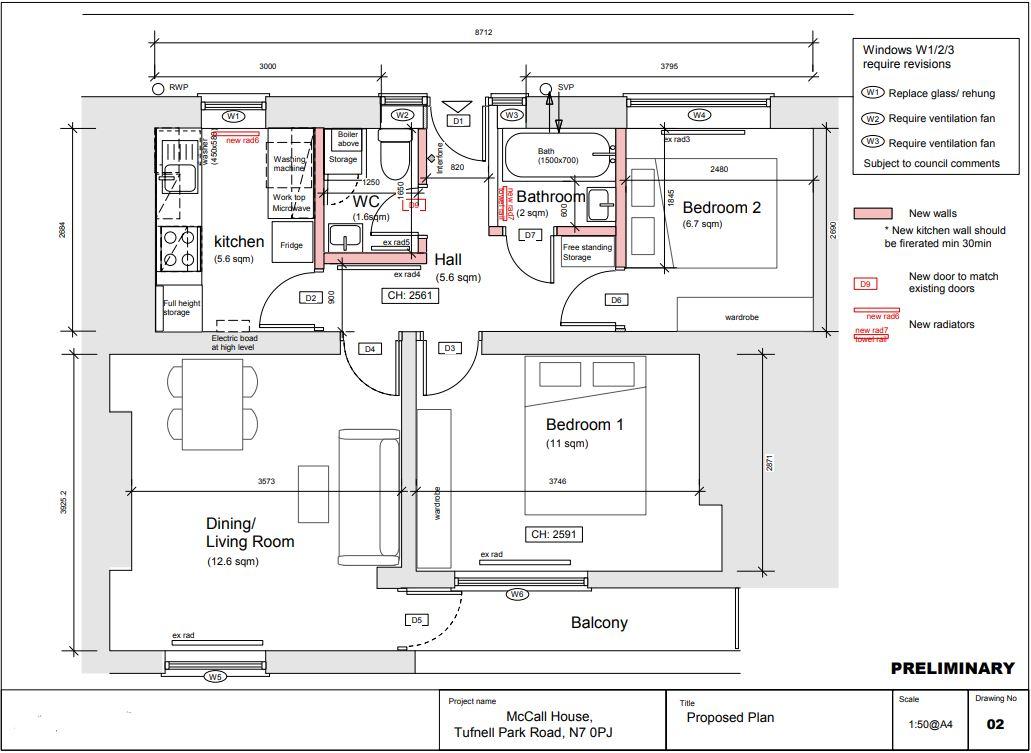 8712
3000
3795
RWP
SVP
W1
W2
D1
W3
W4
Windows W1/2/3
require revisions
W1 Replace glass/ rehung
W2 Require ventilation fan
W3 Require ventilation fan
Subject to council comments
New walls
* New kitchen wall should
be firerated min 30min
D9
New door to match
existing doors
new rad6
new rad7
towel rail
New radiators
washer
(450x580)
new rad6
Washing
machine
Work top
Microwave
Fridge
kitchen
(5.6 sqm)
Full height
storage
Electric boad
at high level
D2
900
2684
Boiler
above
Storage
1250
1650
WC
(1.6sqm)
D9
ex rad5
ex rad4
Interfone
820
Hall
(5.6 sqm)
CH: 2561
Bath
(1500x700)
new rad7
towel rail
Bathroom
(2 sqm)
600
D7
Free standing
Storage
D6
ex rad3
2480
1845
Bedroom 2
(6.7 sqm)
wardrobe
2690
D4
D3
3925.2
3573
Dining/
Living Room
(12.6 sqm)
ex rad
W5
wardrobe
3746
Bedroom 1
(11 sqm)
CH: 2591
ex rad
W6
2871
D5
Balcony
PRELIMINARY
Project name
McCall House,
Tufnell Park Road, N7 0PJ
Title
Proposed Plan
Scale
1:50@A4
Drawing No
02